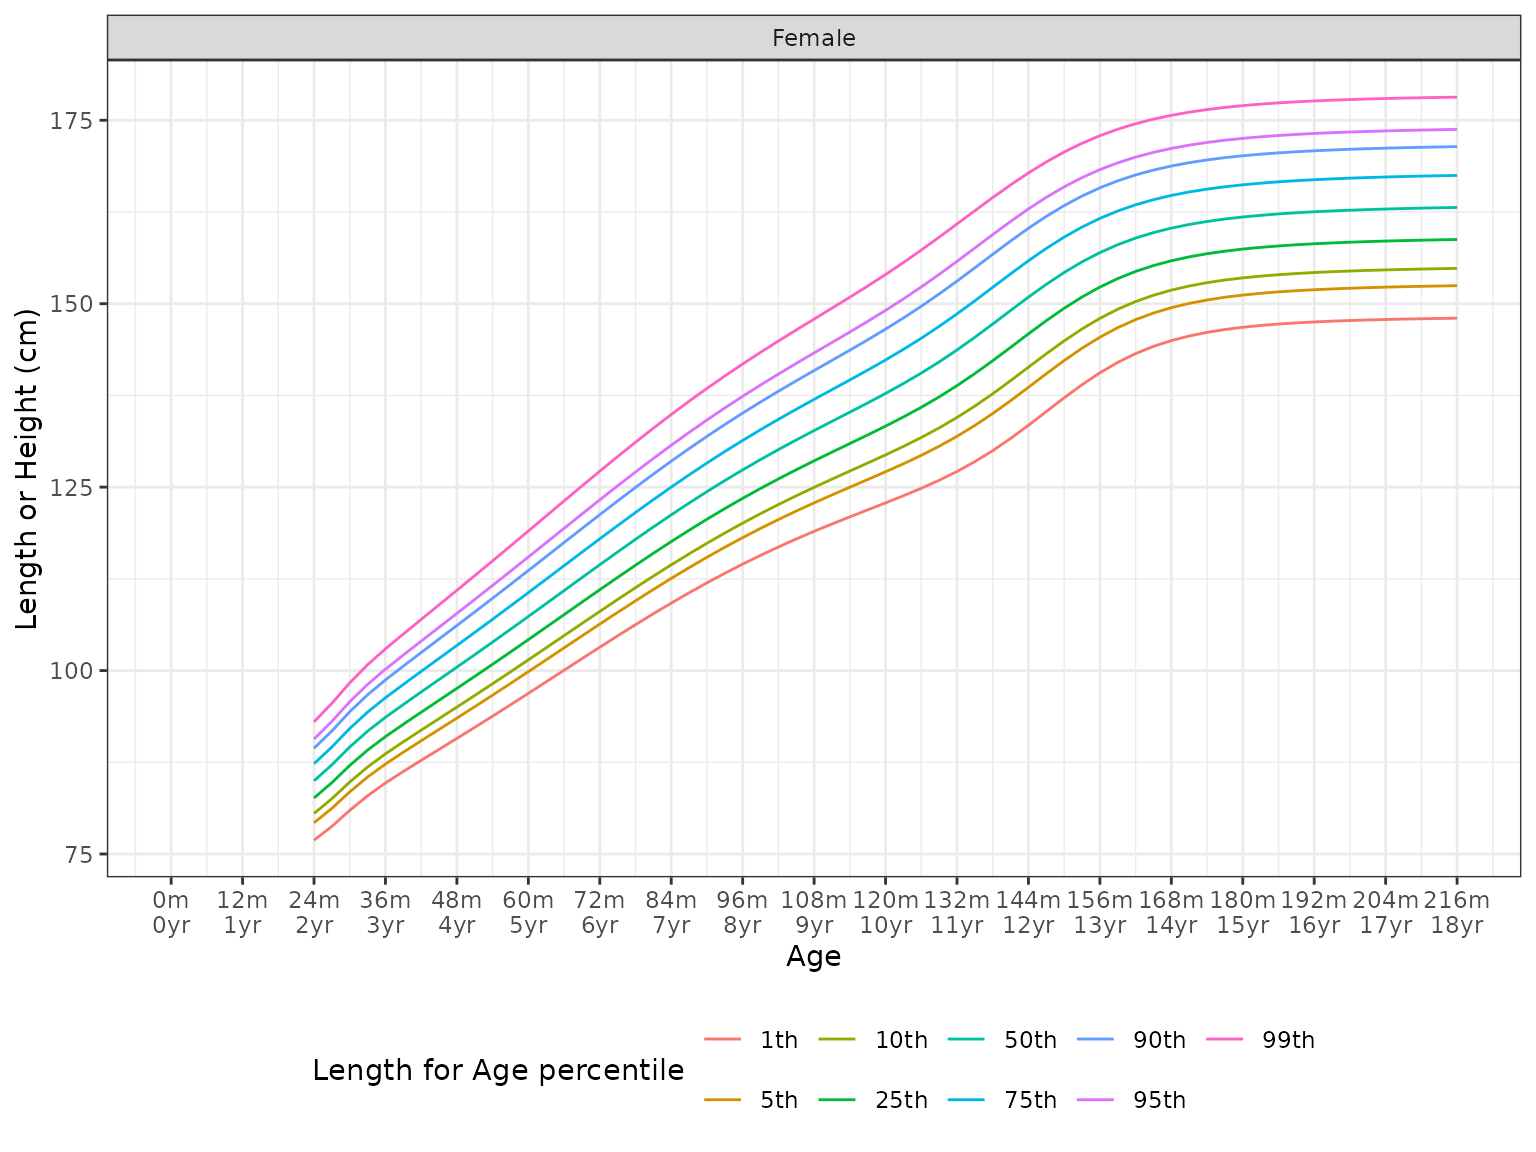 Female
Length or Height (cm)
175
150
125
100
75
0m 12m 24m 36m 48m 60m 72m 84m 96m 108m 120m 132m 144m 156m 168m 180m 192m 204m 216m
0yr 1yr 2yr 3yr 4yr 5yr 6yr 7yr 8yr 9yr 10yr 11yr 12yr 13yr 14yr 15yr 16yr 17yr 18yr
Age
Length for Age percentile
1th 10th 50th 90th 99th
5th 25th 75th 95th